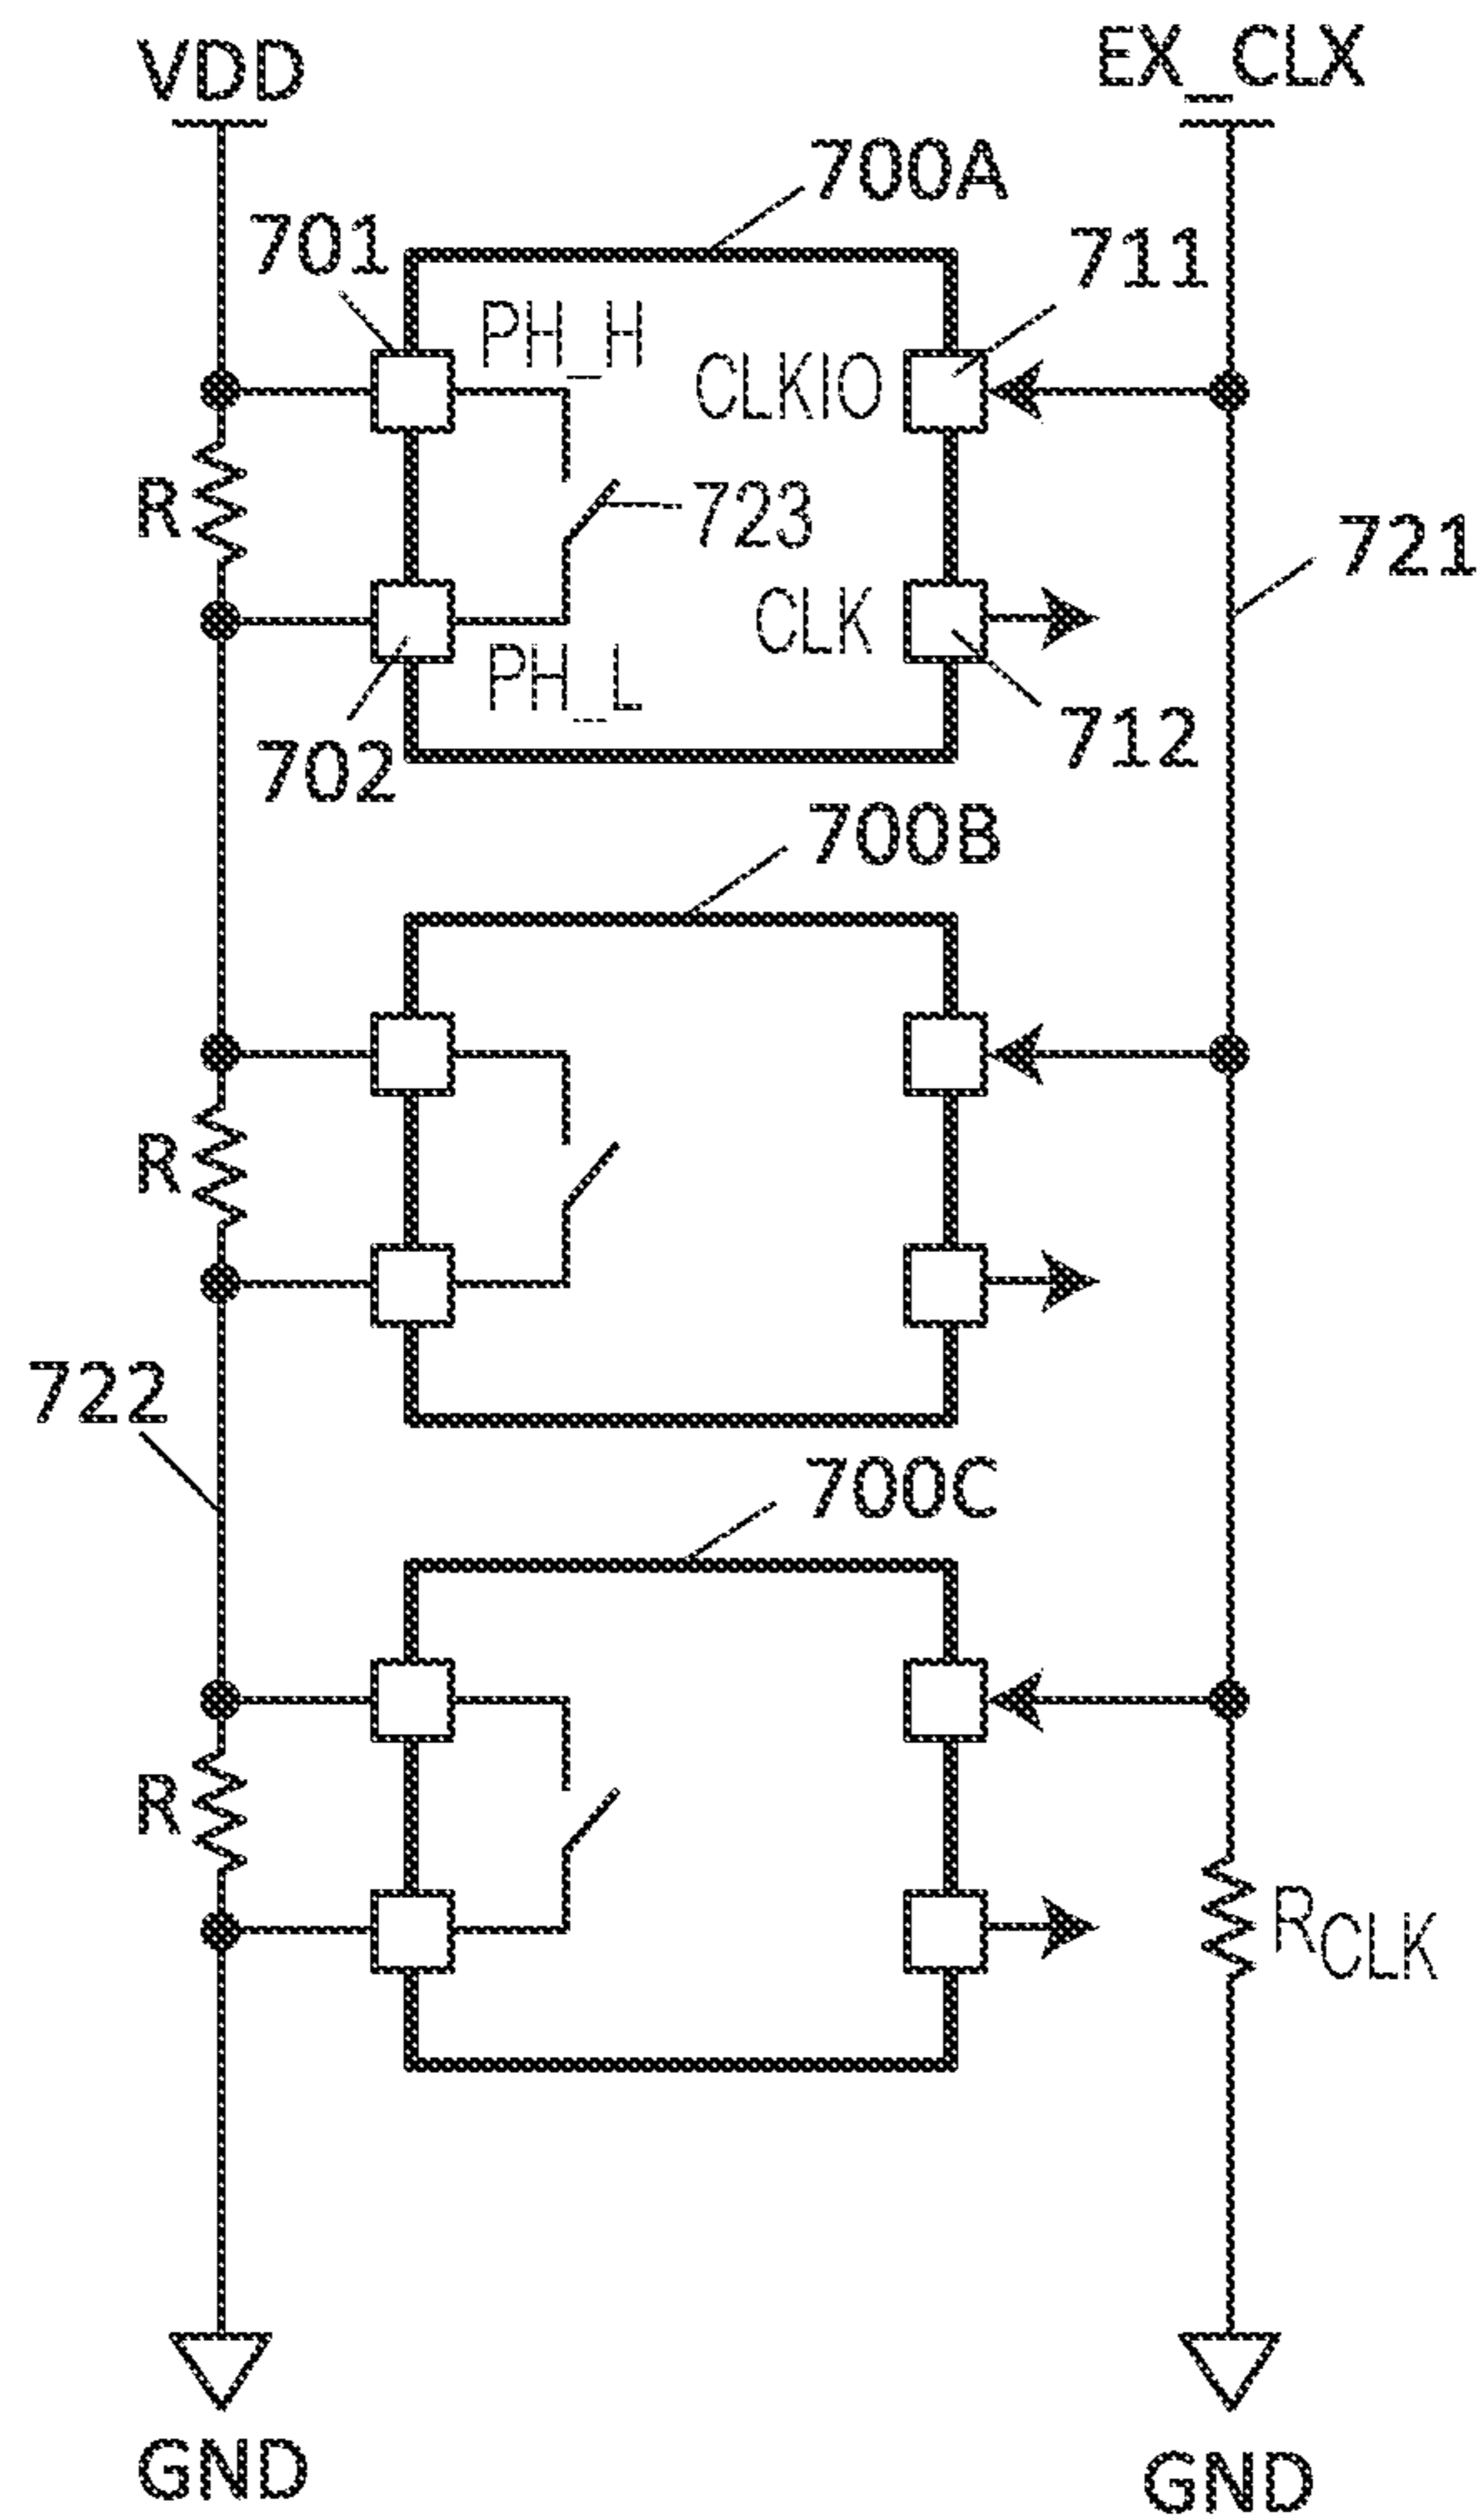 VDD
EX_CLX
700A
701
711
PH_H
CLKIO
R
723
721
CLK
PH_L
702
712
700B
R
722
700C
R
RCLK
GND
GND